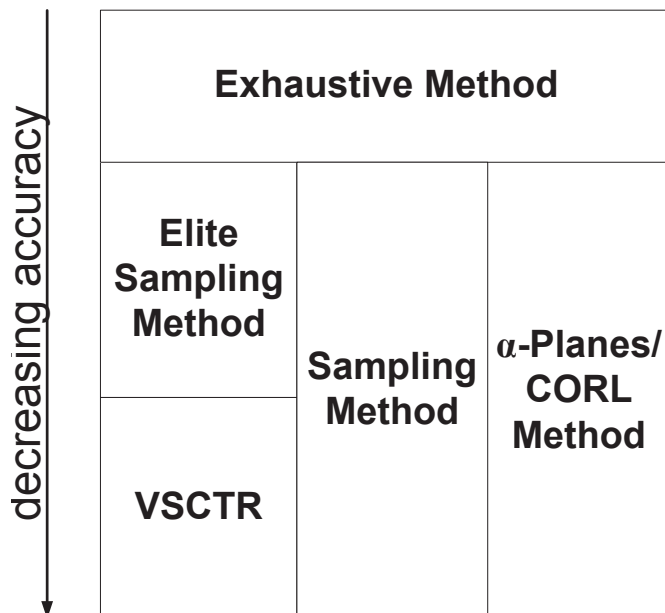 decreasing accuracy
Exhaustive Method
Elite
Sampling
Method
VSCTR
Sampling
Method
α-Planes/
CORL
Method